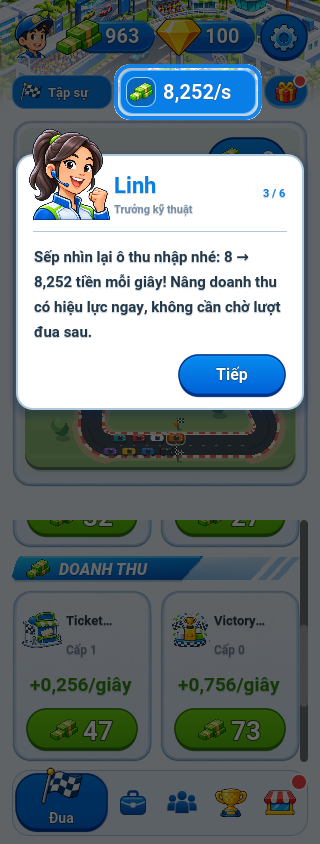 963
100
Tập sự
8,252/s
Linh
Trưởng kỹ thuật
3 / 6
Sếp nhìn lại ô thu nhập nhé: 8 →
8,252 tiền mỗi giây! Nâng doanh thu
có hiệu lực ngay, không cần chờ lượt
đua sau.
Tiếp
DOANH THU
Ticket...
Cấp 1
+0,256/giây
47
Victory...
Cấp 0
+0,756/giây
73
Đua